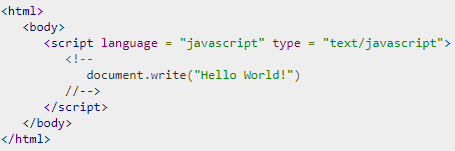 <html>
<body>
<script language = "javascript" type = "text/javascript">
<!--
document.write("Hello World!")
//-->
</script>
</body>
</html>